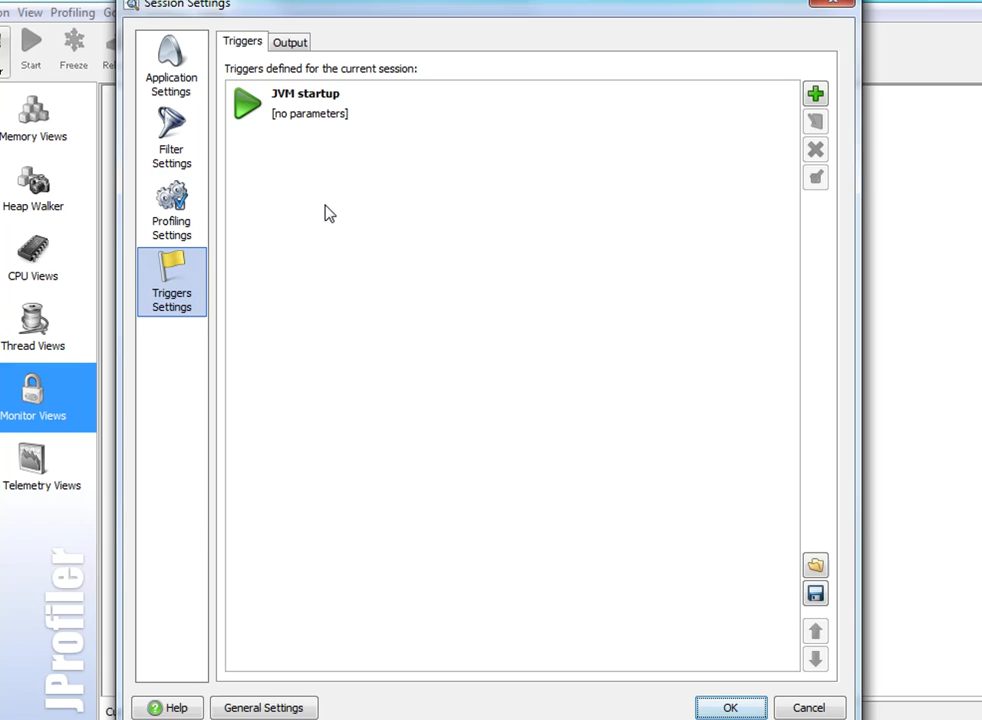 Session Settings
View
Profiling
Start
Freeze
Memory Views
Heap Walker
CPU Views
Thread Views
Monitor Views
Telemetry Views
JProfiler
Application
Settings
Filter
Settings
Profiling
Settings
Triggers
Settings
Triggers
Output
Triggers defined for the current session:
JVM startup
[no parameters]
Help
General Settings
OK
Cancel